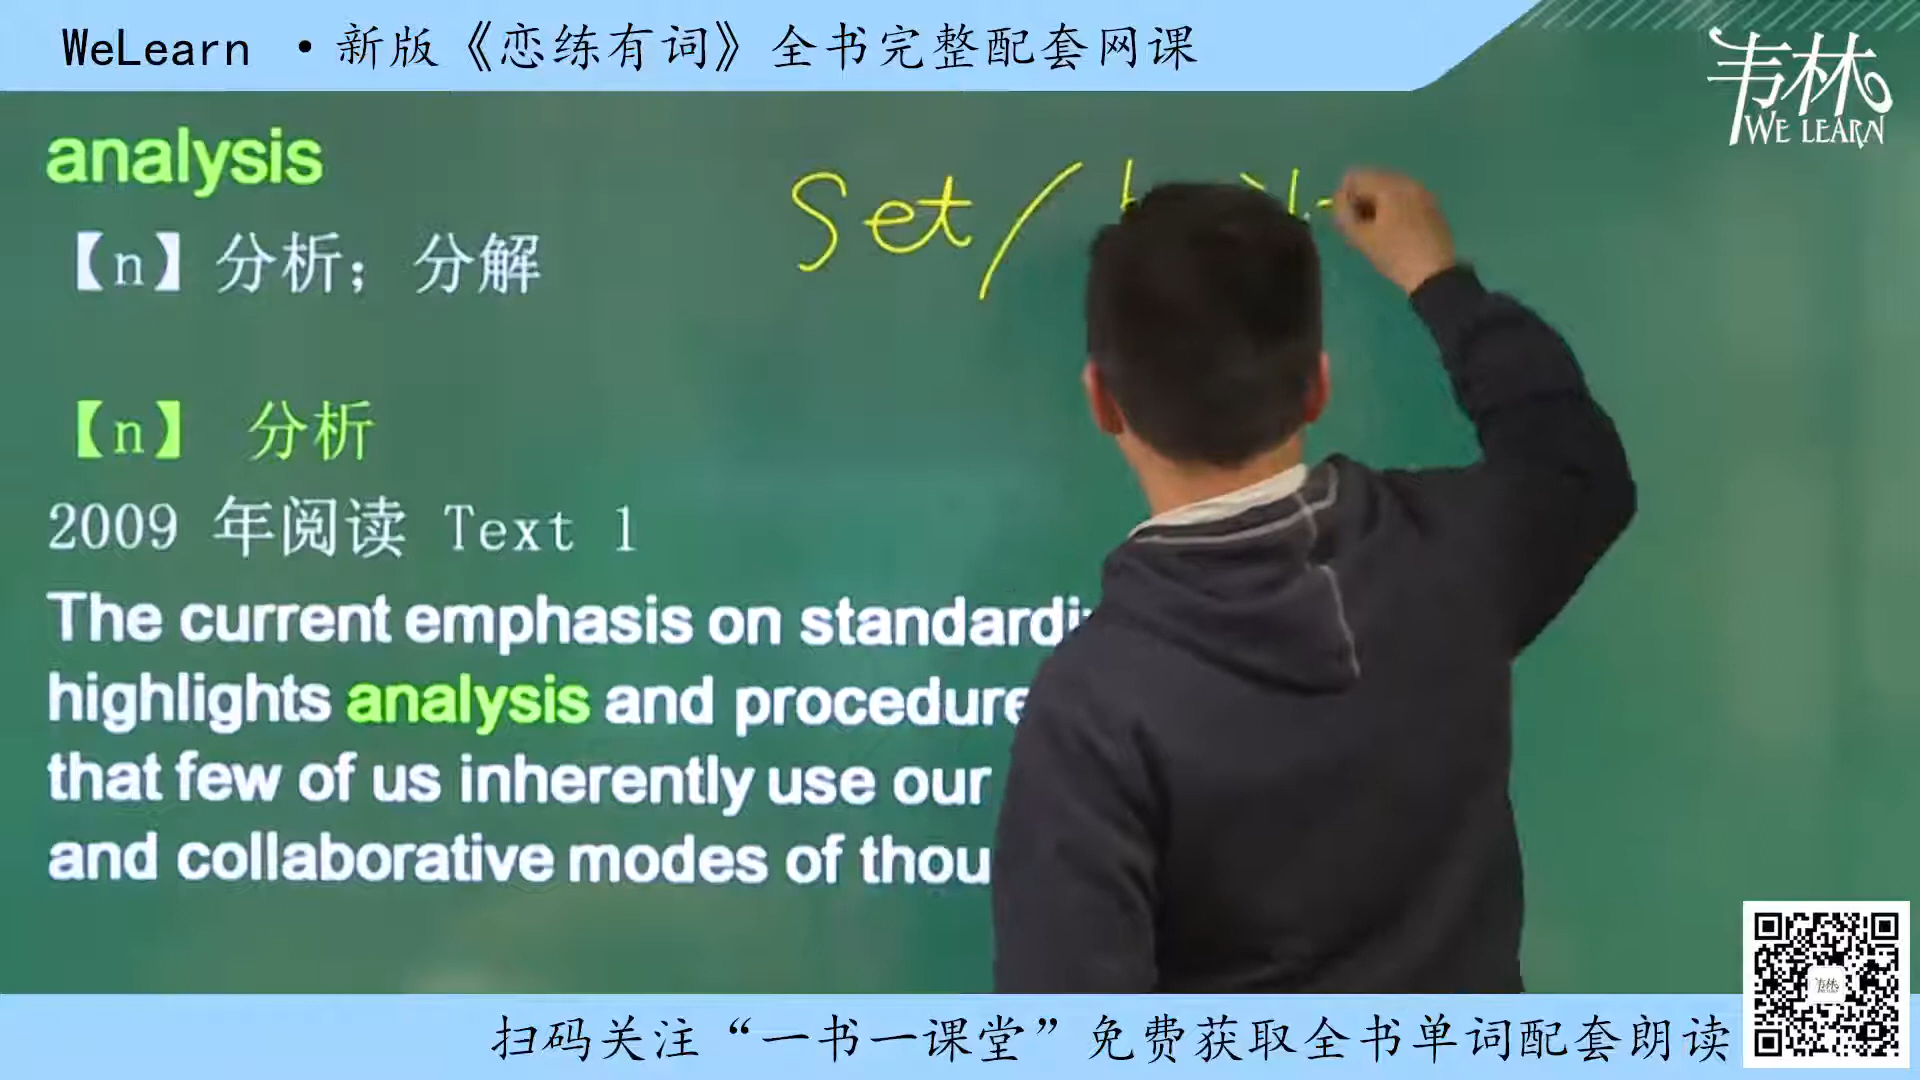 WeLearn ·新版《恋练有词》全书完整配套网课
韦林
WE LEARN
analysis
【n】分析；分解
Set/
【n】 分析
2009 年阅读 Text 1
The current emphasis on
highlights analysis and
that few of us inherently use our
and collaborative modes of
扫码关注“一书一课堂”免费获取全书单词配套朗读